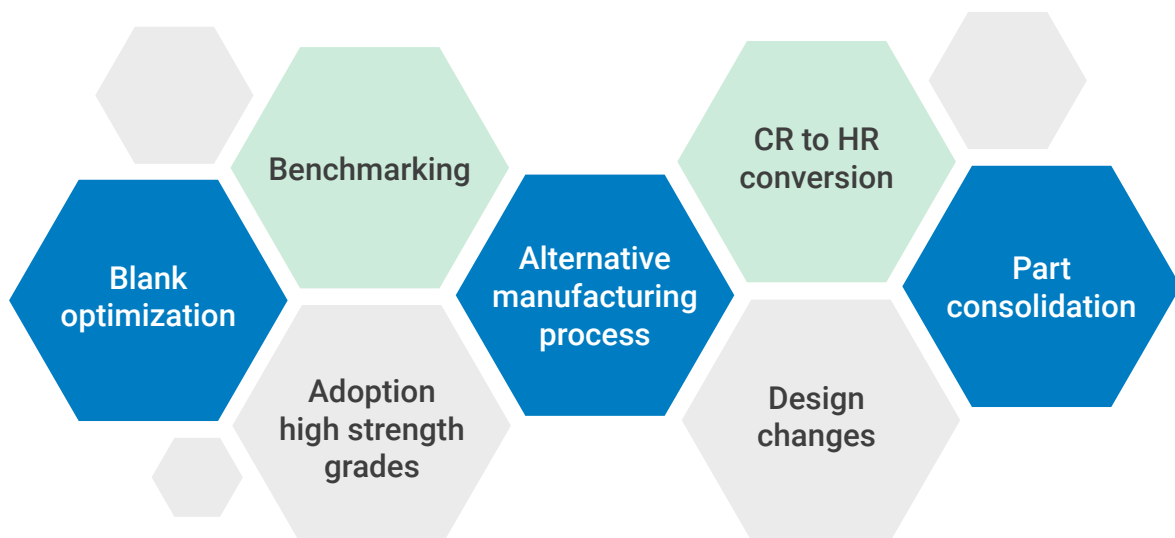 Benchmarking
CR to HR
conversion
Blank
optimization
Alternative
manufacturing
process
Part
consolidation
Adoption
high strength
grades
Design
changes